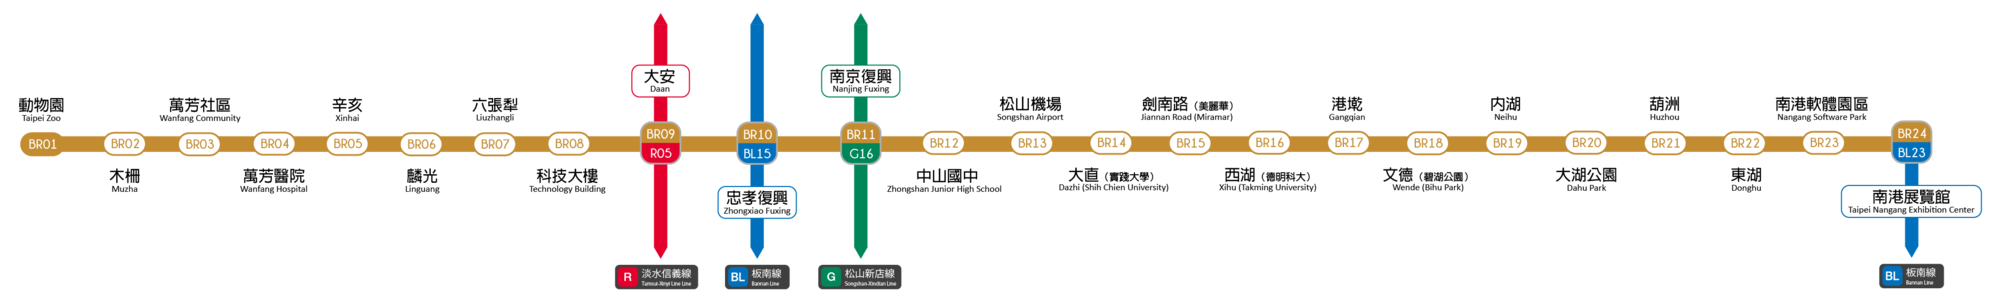 動物園
Taipei Zoo
BR01
BR02
木柵
Muzha
萬芳社區
Wanfang Community
BR03
BR04
萬芳醫院
Wanfang Hospital
辛亥
Xinhai
BR05
BR06
麟光
Linguang
六張犁
Liuzhangli
BR07
BR08
科技大樓
Technology Building
大安
Daan
BR09
R05
R 淡水信義線
Tamsui-Xinyi Line Line
BR10
BL15
忠孝復興
Zhongxiao Fuxing
BL 板南線
Bannan Line
南京復興
Nanjing Fuxing
BR11
G16
G 松山新店線
Songshan-Xindian Line
BR12
中山國中
Zhongshan Junior High School
松山機場
Songshan Airport
BR13
BR14
大直（實踐大學）
Dazhi (Shih Chien University)
劍南路（美麗華）
Jiannan Road (Miramar)
BR15
BR16
西湖（德明科大）
Xihu (Takming University)
港墘
Gangqian
BR17
BR18
文德（碧湖公園）
Wende (Bihu Park)
內湖
Neihu
BR19
BR20
大湖公園
Dahu Park
葫洲
Huzhou
BR21
BR22
東湖
Donghu
南港軟體園區
Nangang Software Park
BR23
BR24
BL23
南港展覽館
Taipei Nangang Exhibition Center
BL 板南線
Bannan Line